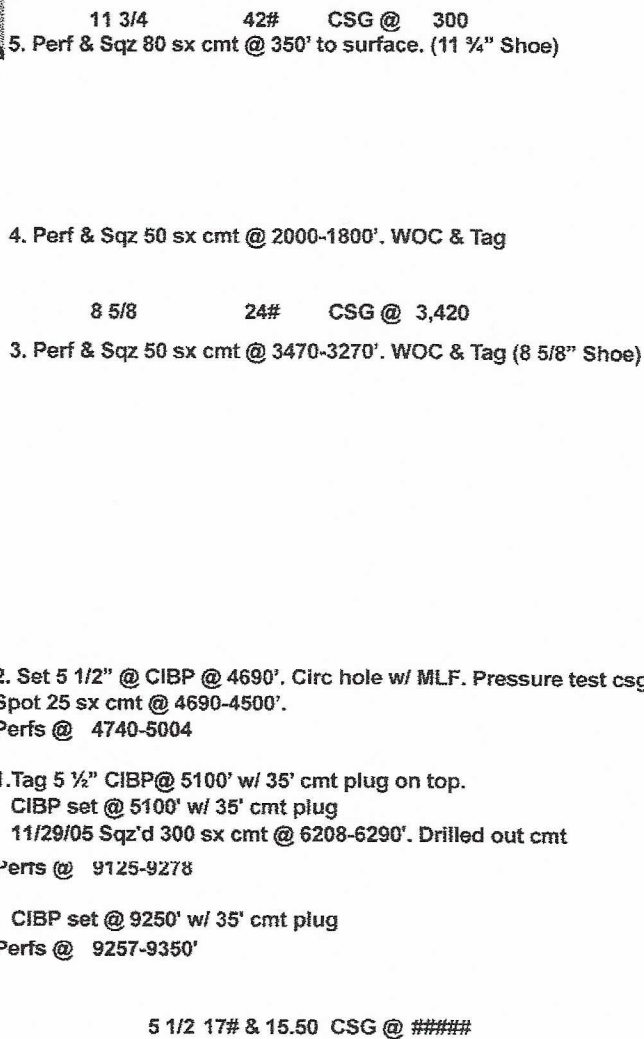 11 3/4 42# CSG @ 300
5. Perf & Sqz 80 sx cmt @ 350' to surface. (11 ¾” Shoe)
4. Perf & Sqz 50 sx cmt @ 2000-1800'. WOC & Tag
8 5/8 24# CSG @ 3,420
3. Perf & Sqz 50 sx cmt @ 3470-3270'. WOC & Tag (8 5/8” Shoe)
2. Set 5 1/2” @ CIBP @ 4690'. Circ hole w/ MLF. Pressure test csg
Spot 25 sx cmt @ 4690-4500'.
Perfs @ 4740-5004
1.Tag 5 ½” CIBP@ 5100' w/ 35' cmt plug on top.
CIBP set @ 5100' w/ 35' cmt plug
11/29/05 Sqz'd 300 sx cmt @ 6208-6290'. Drilled out cmt
Perfs @ 9125-9278
CIBP set @ 9250' w/ 35' cmt plug
Perfs @ 9257-9350'
5 1/2 17# & 15.50 CSG @ #####